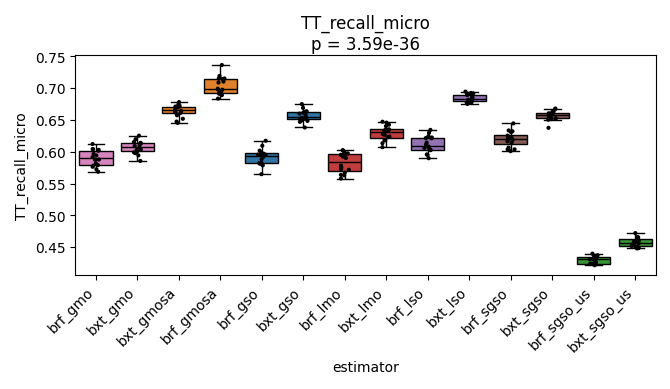 TT_recall_micro
p = 3.59e-36
TT_recall_micro
0.75
0.70
0.65
0.60
0.55
0.50
0.45
brf_gmo
bxt_gmo
bxt_gmosa
brf_gmosa
brf_gso
bxt_gso
brf_lmo
bxt_lmo
brf_lso
bxt_lso
brf_sgso
bxt_sgso
brf_sgso_us
bxt_sgso_us
estimator